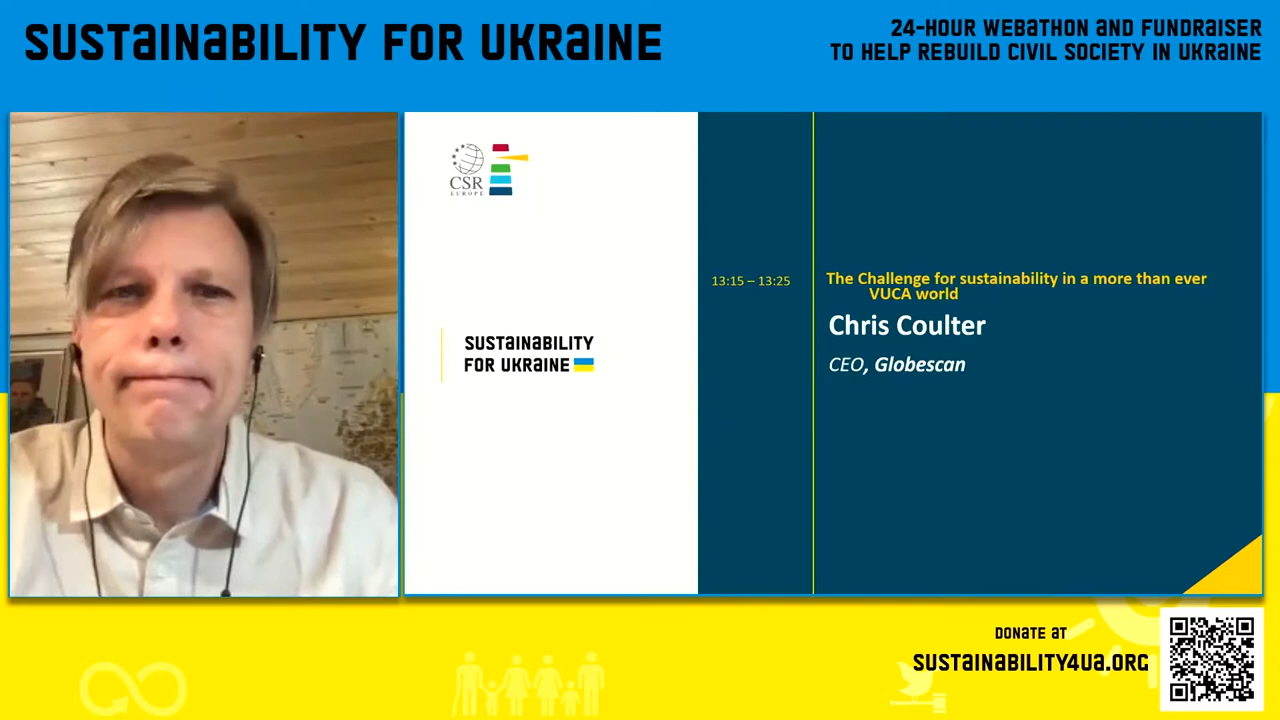 SUSTAINABILITY FOR UKRAINE
24-HOUR WEBATHON AND FUNDRAISER
TO HELP REBUILD CIVIL SOCIETY IN UKRAINE
CSR
EUROPE
SUSTAINABILITY
FOR UKRAINE
13:15 – 13:25
The Challenge for sustainability in a more than ever
VUCA world
Chris Coulter
CEO, Globescan
DONATE AT
SUSTAINABILITY4UA.ORG